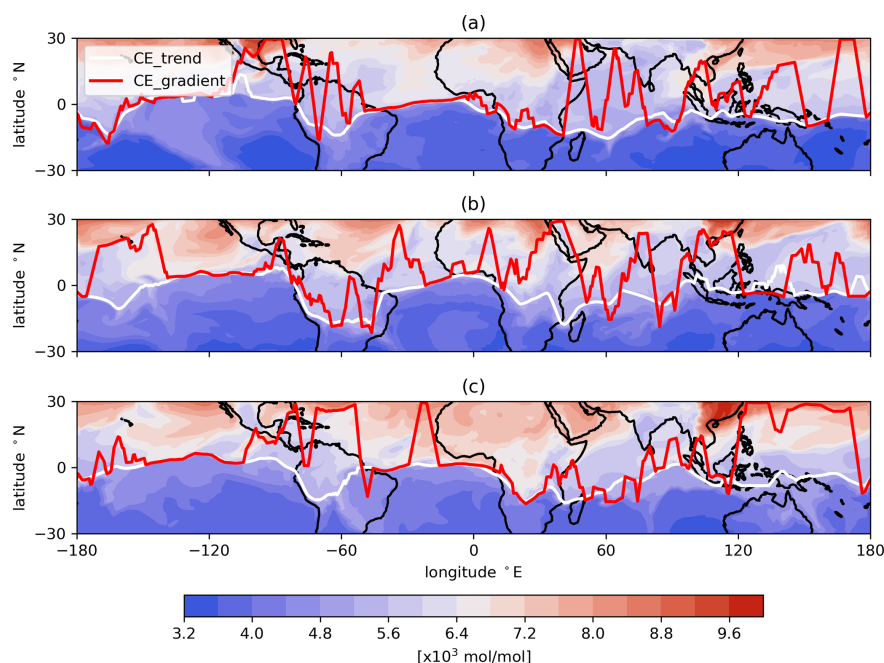 (a)
30
0
−30
latitude °N
CE_trend
CE_gradient
(b)
30
0
−30
latitude °N
(c)
30
0
−30
latitude °N
−180 −120 −60 0 60 120 180
longitude °E
3.2 4.0 4.8 5.6 6.4 7.2 8.0 8.8 9.6
[x10³ mol/mol]